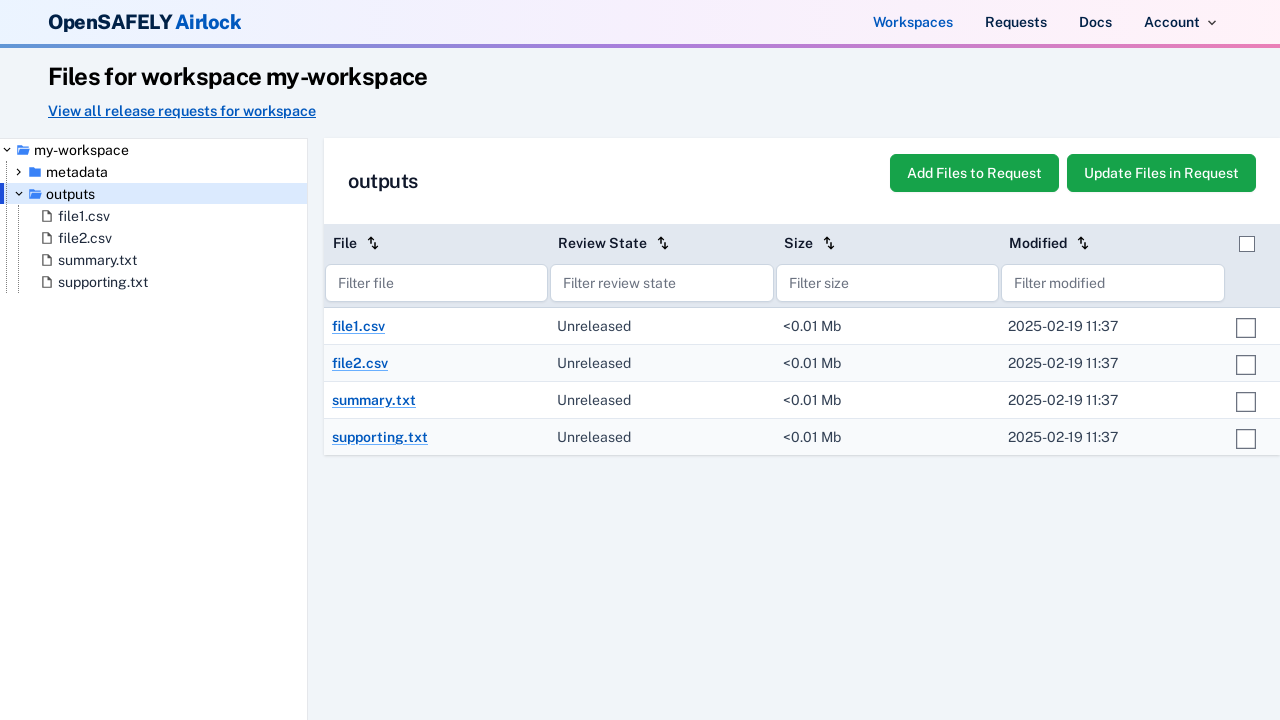 OpenSAFELY Airlock
Workspaces Requests Docs Account
Files for workspace my-workspace
View all release requests for workspace
my-workspace
metadata
outputs
file1.csv
file2.csv
summary.txt
supporting.txt
outputs
Add Files to Request Update Files in Request
File Review State Size Modified
Filter file Filter review state Filter size Filter modified
file1.csv Unreleased <0.01 Mb 2025-02-19 11:37
file2.csv Unreleased <0.01 Mb 2025-02-19 11:37
summary.txt Unreleased <0.01 Mb 2025-02-19 11:37
supporting.txt Unreleased <0.01 Mb 2025-02-19 11:37